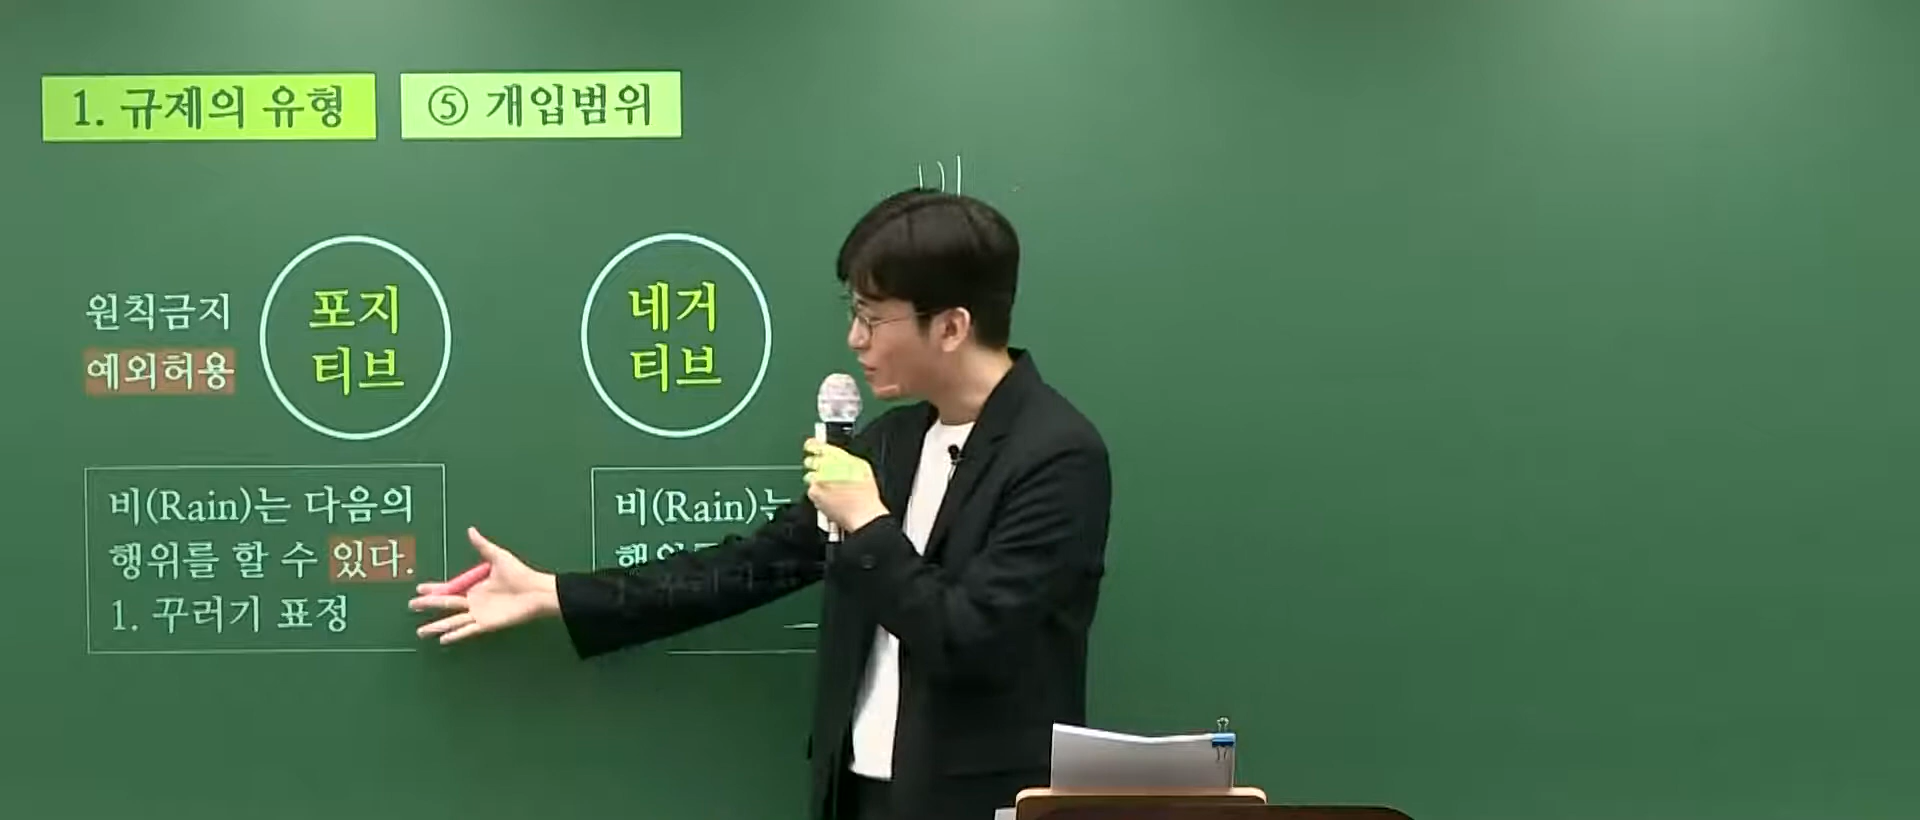 1. 규제의 유형
⑤ 개입범위
원칙금지
예외허용
포지
티브
네거
티브
비(Rain)는 다음의
행위를 할 수 있다.
1. 꾸러기 표정
비(Rain)는